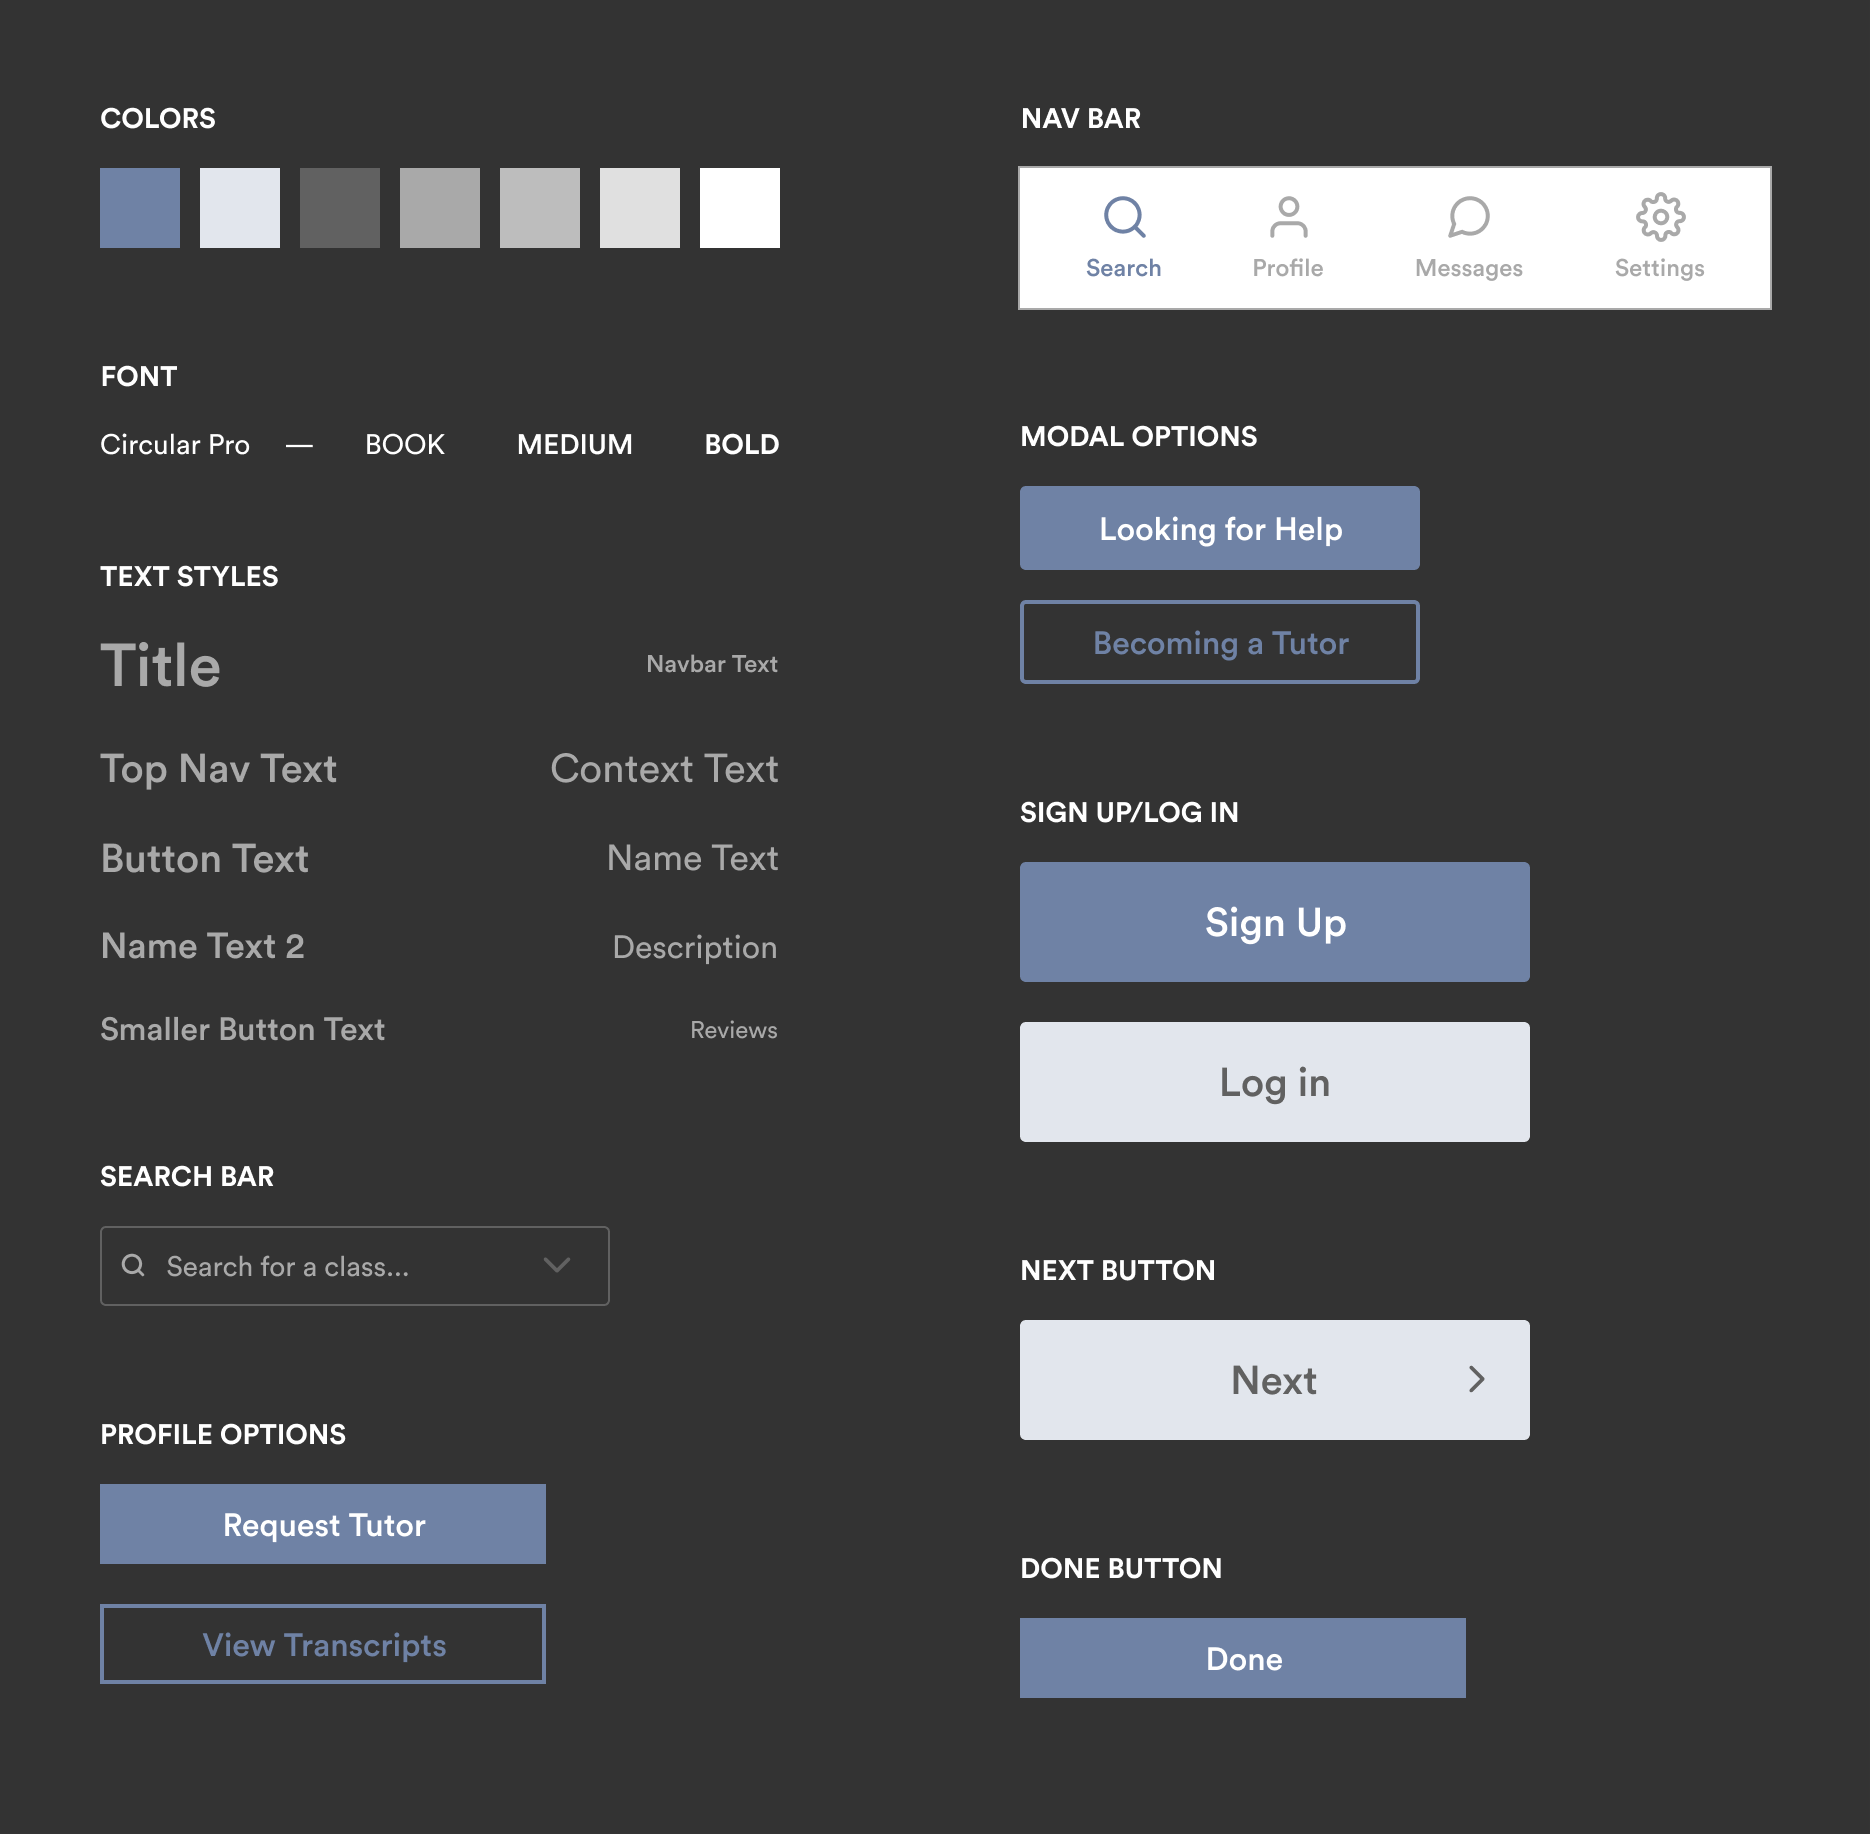 COLORS
FONT
Circular Pro — BOOK MEDIUM BOLD
TEXT STYLES
Title Navbar Text
Top Nav Text Context Text
Button Text Name Text
Name Text 2 Description
Smaller Button Text Reviews
SEARCH BAR
Search for a class...
PROFILE OPTIONS
Request Tutor
View Transcripts
NAV BAR
Search Profile Messages Settings
MODAL OPTIONS
Looking for Help
Becoming a Tutor
SIGN UP/LOG IN
Sign Up
Log in
NEXT BUTTON
Next
DONE BUTTON
Done